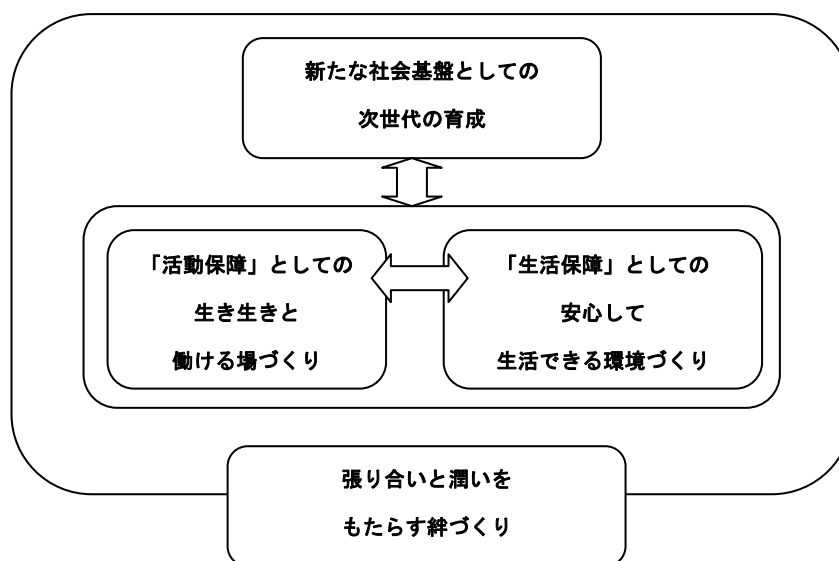 新たな社会基盤としての
次世代の育成
「活動保障」としての
生き生きと
働ける場づくり
「生活保障」としての
安心して
生活できる環境づくり
張り合いと潤いを
もたらす絆づくり